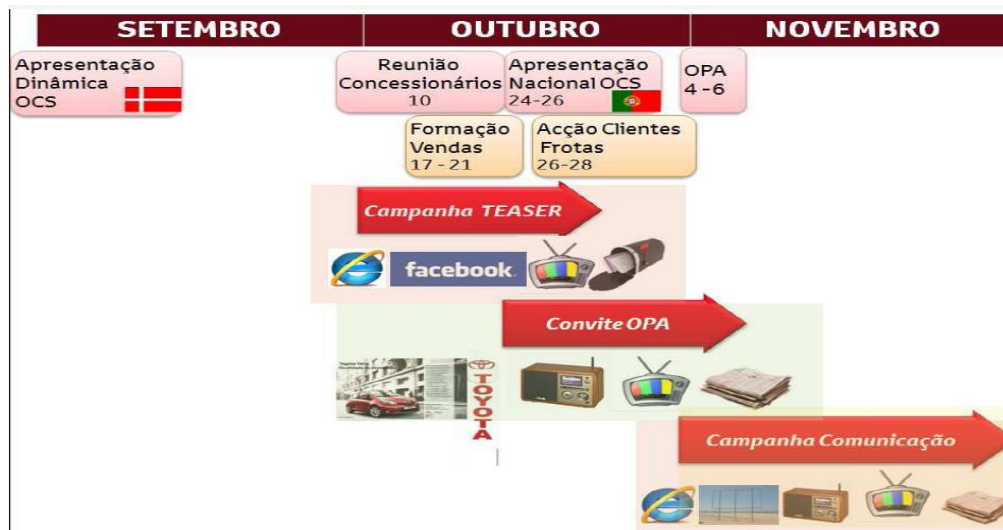 SETEMBRO
OUTUBRO
NOVEMBRO
Apresentação
Dinâmica
OCS
Reunião
Concessionários
10
Apresentação
Nacional OCS
24-26
OPA
4 -6
Formação
Vendas
17 - 21
Acção Clientes
Frotas
26-28
Campanha TEASER
facebook
Convite OPA
TOYOTA
Campanha Comunicação